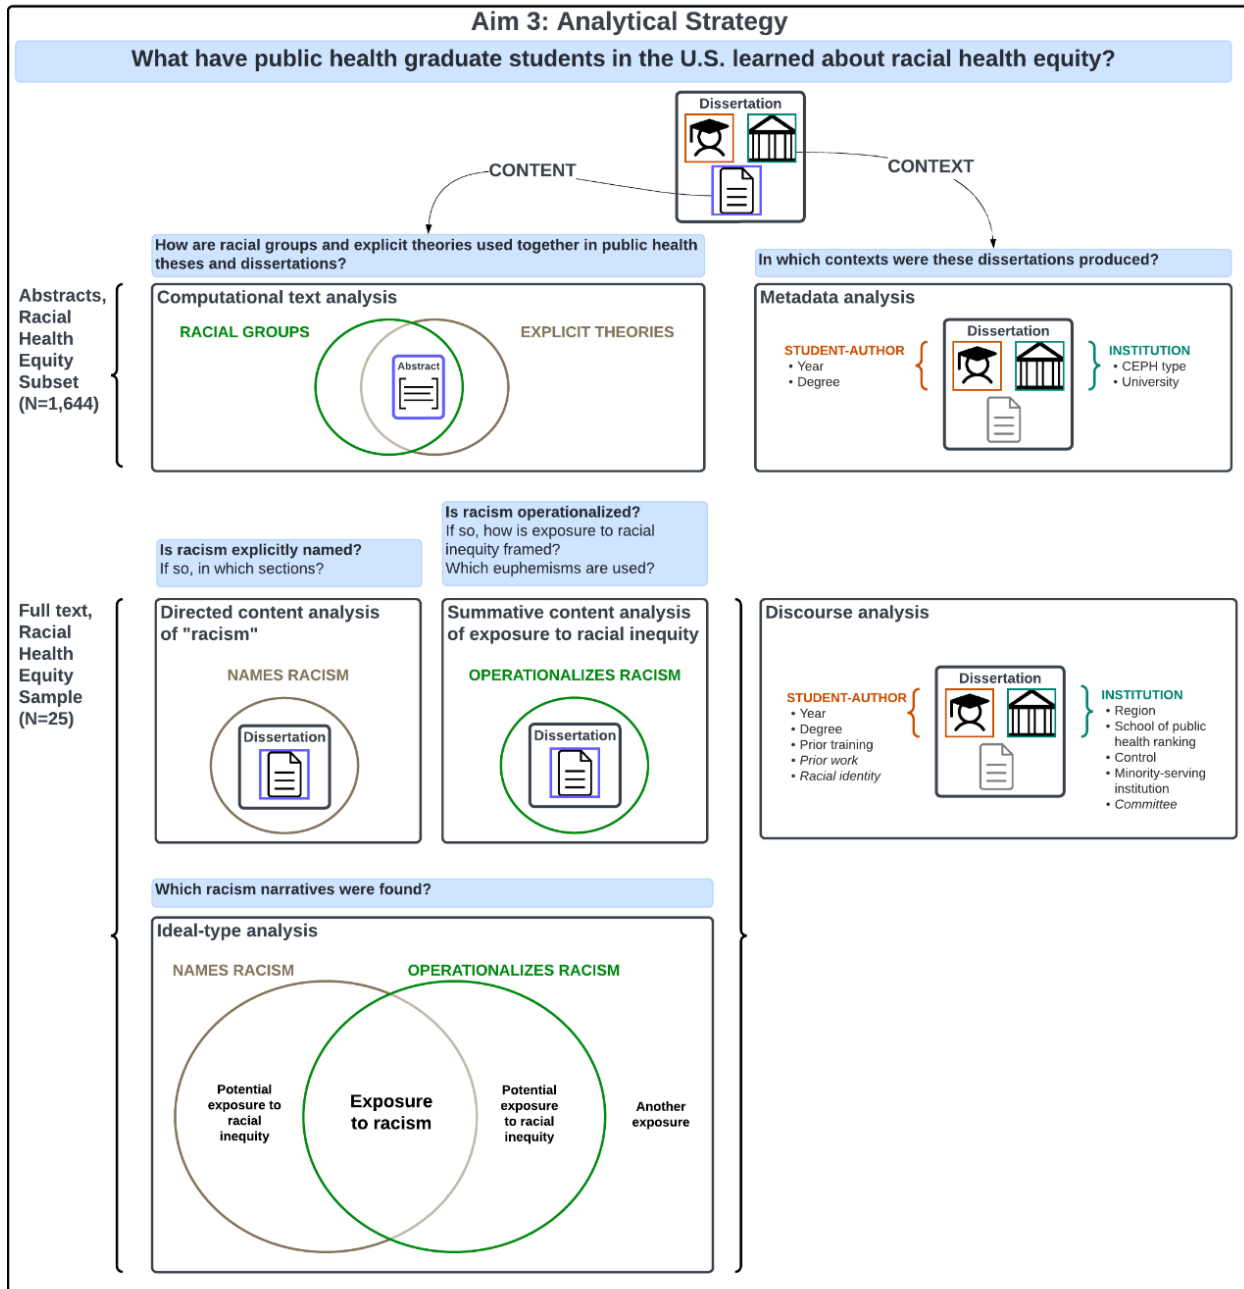 Aim 3: Analytical Strategy
What have public health graduate students in the U.S. learned about racial health equity?
Dissertation
CONTENT
CONTEXT
How are racial groups and explicit theories used together in public health
theses and dissertations?
In which contexts were these dissertations produced?
Abstracts,
Racial
Health
Equity
Subset
(N=1,644)
Computational text analysis
RACIAL GROUPS
EXPLICIT THEORIES
Abstract
Metadata analysis
Dissertation
STUDENT-AUTHOR
• Year
• Degree
INSTITUTION
• CEPH type
• University
Is racism explicitly named?
If so, in which sections?
Is racism operationalized?
If so, how is exposure to racial
inequity framed?
Which euphemisms are used?
Full text,
Racial
Health
Equity
Sample
(N=25)
Directed content analysis
of "racism"
NAMES RACISM
Dissertation
Summative content analysis
of exposure to racial inequity
OPERATIONALIZES RACISM
Dissertation
Discourse analysis
Dissertation
STUDENT-AUTHOR
• Year
• Degree
• Prior training
• Prior work
• Racial identity
INSTITUTION
• Region
• School of public
health ranking
• Control
• Minority-serving
institution
• Committee
Which racism narratives were found?
Ideal-type analysis
NAMES RACISM
OPERATIONALIZES RACISM
Potential
exposure to
racial
inequity
Exposure
to racism
Potential
exposure
to racial
inequity
Another
exposure